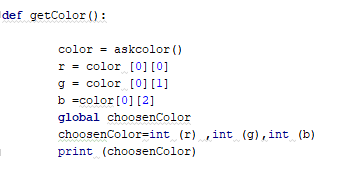 def getColor():
color = askcolor()
r = color [0][0]
g = color [0][1]
b =color[0][2]
global choosenColor
choosenColor=int (r) ,int (g),int (b)
print (choosenColor)